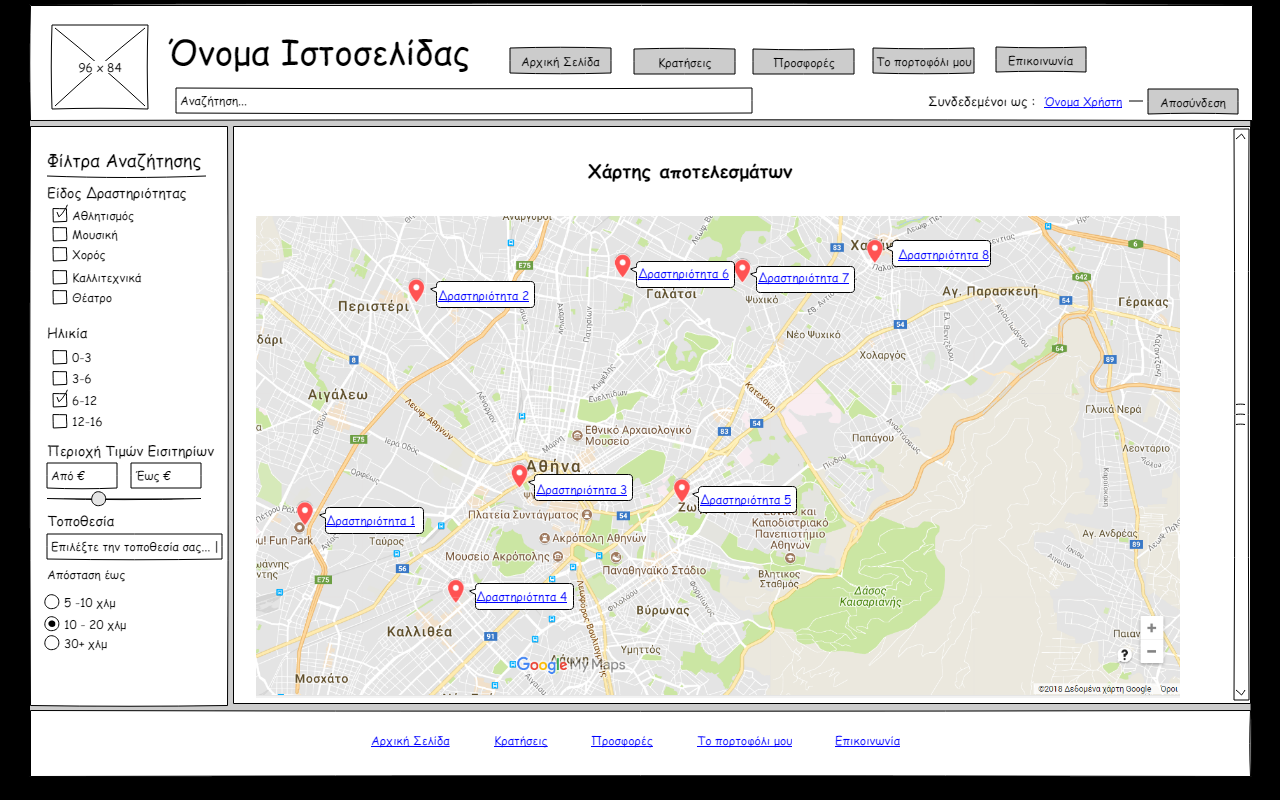 96 x 84
Όνομα Ιστοσελίδας
Αρχική Σελίδα
Κρατήσεις
Προσφορές
Το πορτοφόλι μου
Επικοινωνία
Αναζήτηση...
Συνδεδεμένοι ως : Όνομα Χρήστη — Αποσύνδεση
Φίλτρα Αναζήτησης
Είδος Δραστηριότητας
Αθλητισμός
Μουσική
Χορός
Καλλιτεχνικά
Θέατρο
Ηλικία
0-3
3-6
6-12
12-16
Περιοχή Τιμών Εισιτηρίων
Από €
Έως €
Τοποθεσία
Επιλέξτε την τοποθεσία σας... |
Απόσταση έως
5 -10 χλμ
10 - 20 χλμ
30+ χλμ
Χάρτης αποτελεσμάτων
Δραστηριότητα 8
Δραστηριότητα 6
Δραστηριότητα 7
Δραστηριότητα 2
Περιστέρι
Γαλάτσι
Ψυχικό
Αγ. Παρασκευή
Γέρακας
Νέο Ψυχικό
Χολαργός
Αιγάλεω
Λεωφ. Αθηνών
Κατεχάκη
Γλυκά Νερά
Εθνικό Αρχαιολογικό
Μουσείο
Παπάγου
Λεοντάριο
Αθήνα
Δραστηριότητα 3
Δραστηριότητα 5
Πλατεία Συντάγματος
Δραστηριότητα 1
u! Fun Park
Ταύρος
Καποδιστριακό
Πανεπιστήμιο
Αθηνών
Ακρόπολη Αθηνών
Μουσείο Ακρόπολης
Παναθηναϊκό Στάδιο
Βλητικος
Σταθμός
Αγ. Ανδρέας
Δραστηριότητα 4
Βύρωνας
Δάσος
Καισαριανής
Καλλιθέα
Υμηττός
Μοσχάτο
Google My Maps
©2018 Δεδομένα χάρτη Google Όροι
Αρχική Σελίδα
Κρατήσεις
Προσφορές
Το πορτοφόλι μου
Επικοινωνία